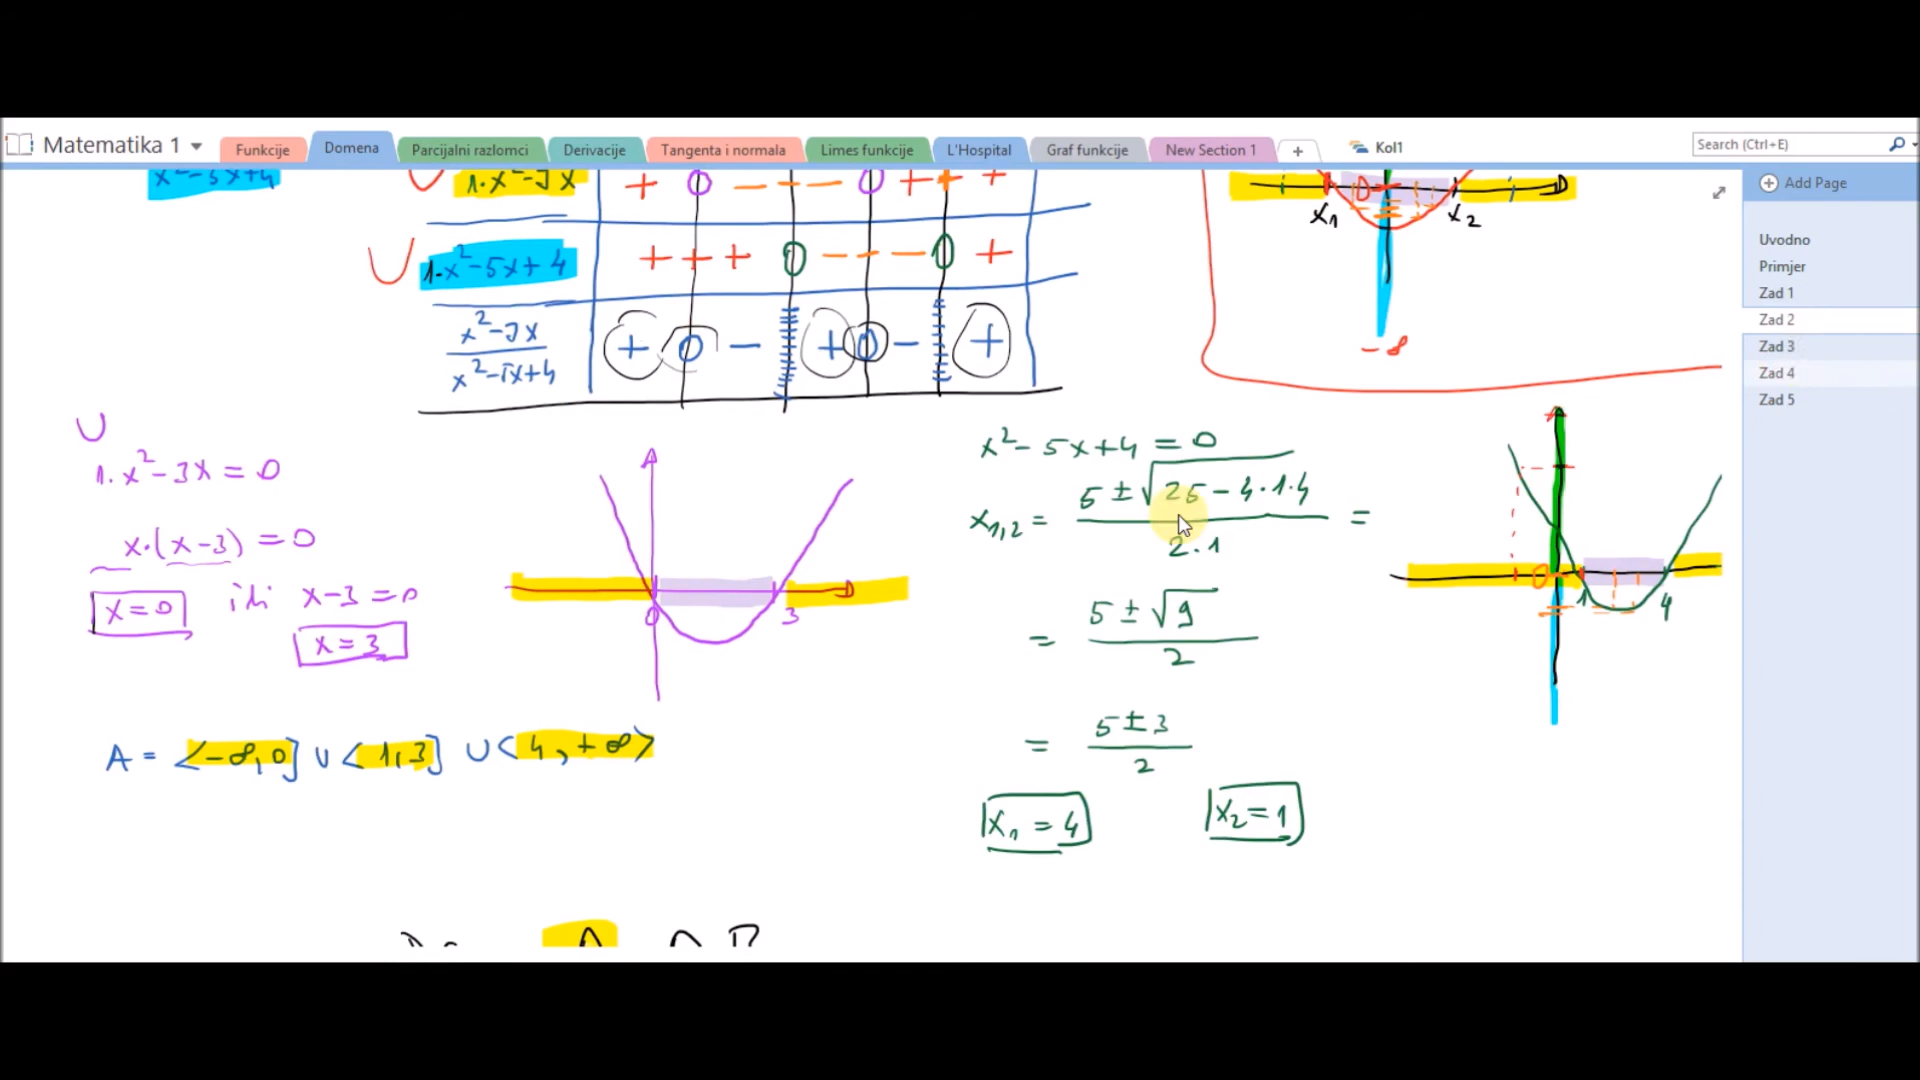 Matematika 1
Funkcije Domena Parcijalni razlomci Derivacije Tangenta i normala Limes funkcije L'Hospital Graf funkcije New Section 1 + Kol1
Search (Ctrl+E)
Add Page
Uvodno
Primjer
Zad 1
Zad 2
Zad 3
Zad 4
Zad 5
1·x²-3x + 0 - - - 0 + + +
∪ 1·x²-5x+4 + + + 0 - - - 0 +
x²-3x
x²-5x+4
+ 0 - + 0 - +
0
x₁ x₂
-∞
∪
1·x²-3x=0
x·(x-3)=0
x=0 ili x-3=0
x=3
0 3
A = <-∞,0] ∪ <1,3] ∪ <4,+∞>
x²-5x+4=0
x₁,₂ = 5±√25-4·1·4 =
2·1
= 5±√9
2
= 5±3
2
x₁=4 x₂=1
0 1 4